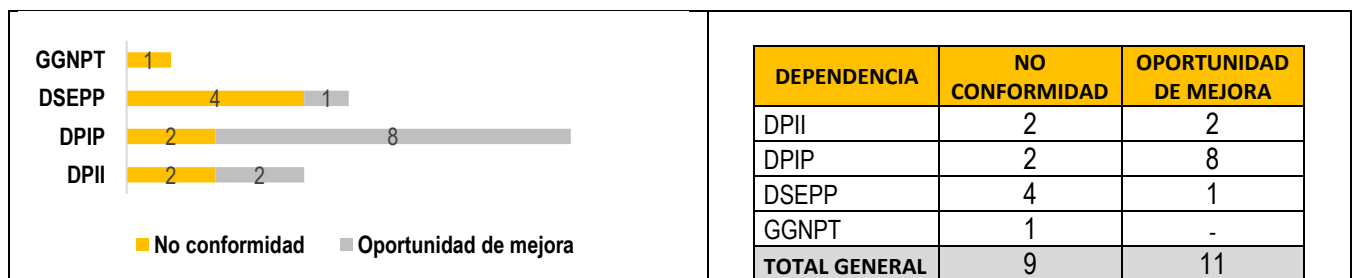 GGNPT 1
DSEPP 4 1
DPIP 2 8
DPII 2 2
No conformidad Oportunidad de mejora
DEPENDENCIA NO CONFORMIDAD OPORTUNIDAD DE MEJORA
DPII 2 2
DPIP 2 8
DSEPP 4 1
GGNPT 1 -
TOTAL GENERAL 9 11